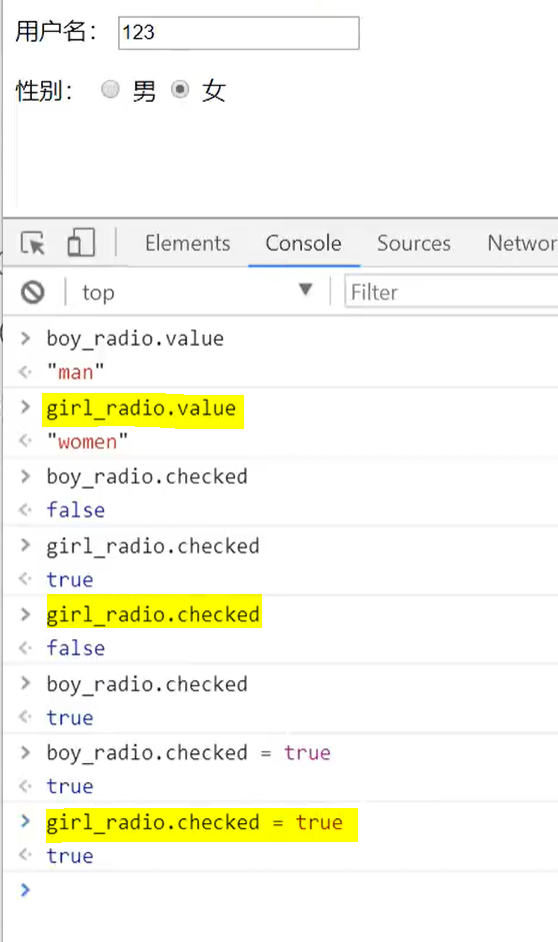 用户名： 123
性别： 男 女
Elements Console Sources
top Filter
> boy_radio.value
"man"
> girl_radio.value
"women"
> boy_radio.checked
false
> girl_radio.checked
true
> girl_radio.checked
false
> boy_radio.checked
true
> boy_radio.checked = true
true
> girl_radio.checked = true
true
>